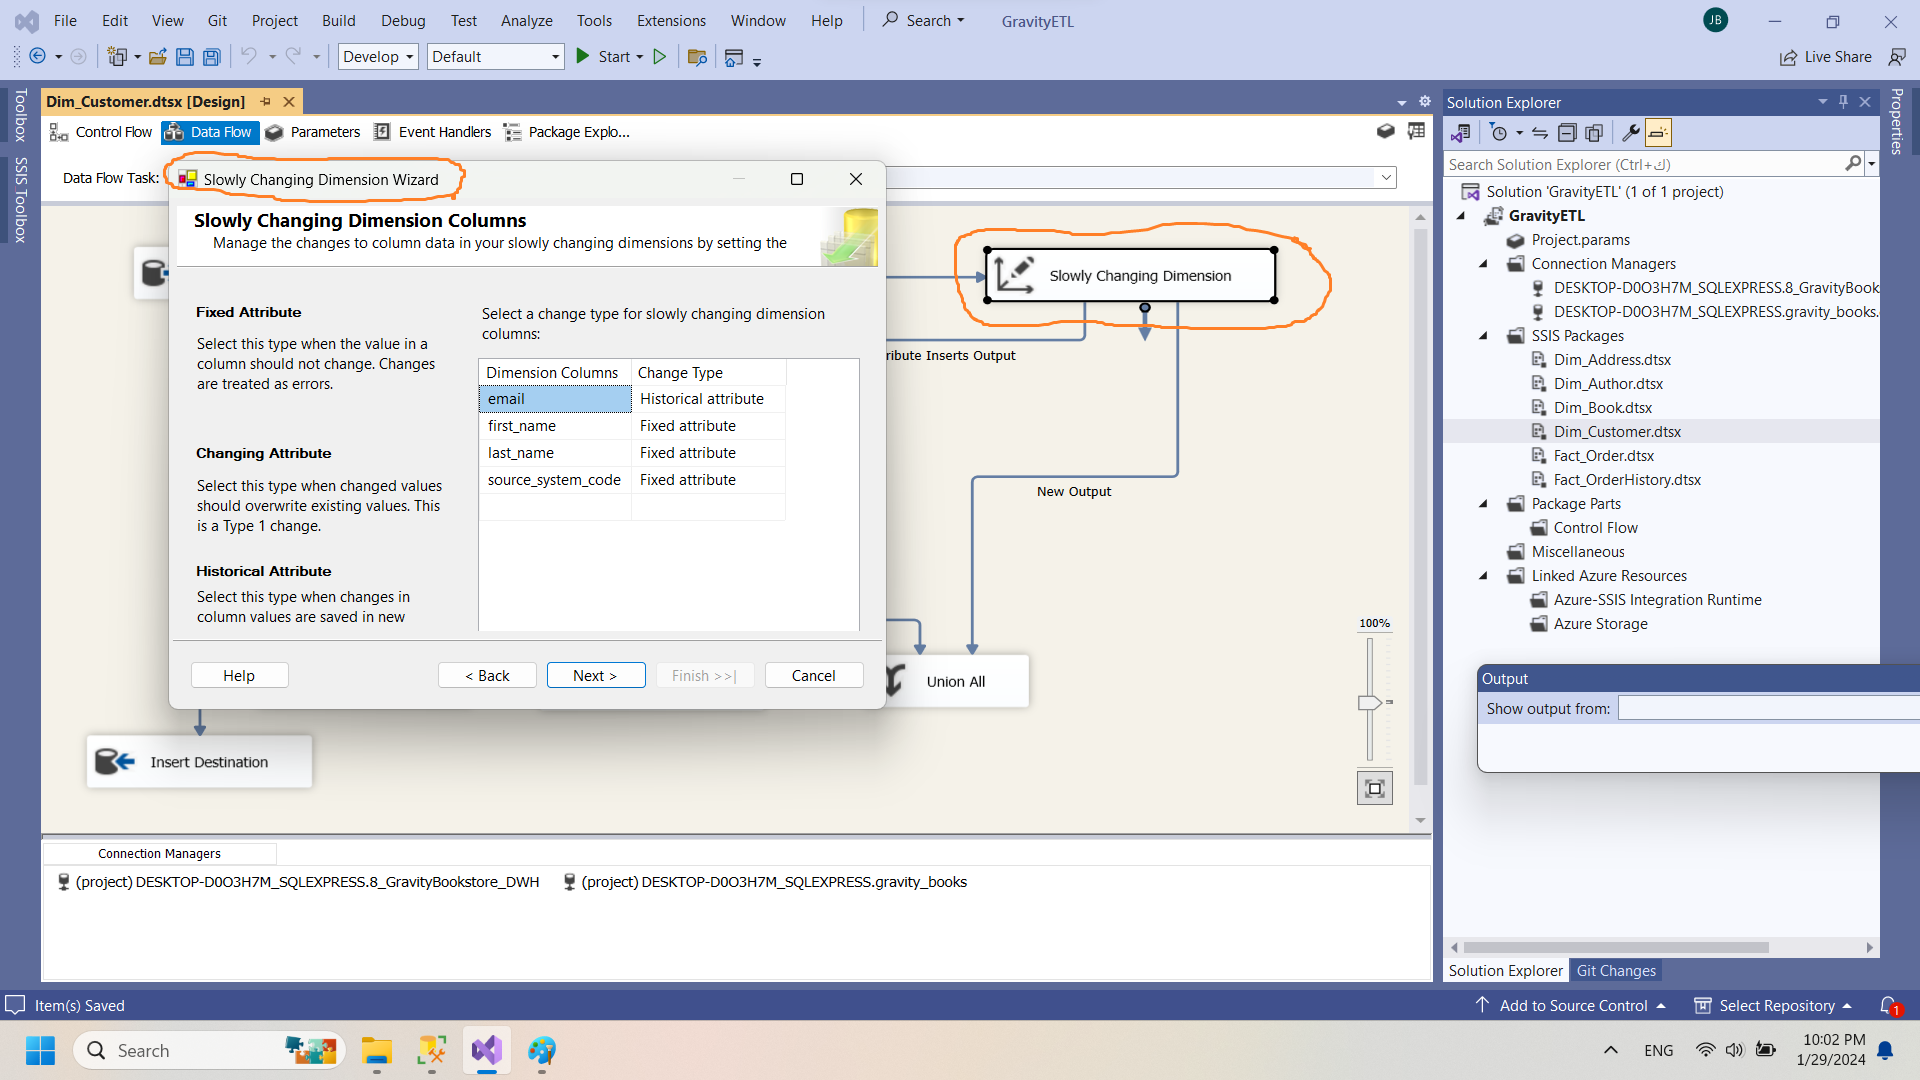 File Edit View Git Project Build Debug Test Analyze Tools Extensions Window Help Search GravityETL JB
Develop Default Start Live Share
Dim_Customer.dtsx [Design]
Control Flow Data Flow Parameters Event Handlers Package Explo...
Data Flow Task:
Toolbox
SSIS Toolbox
Slowly Changing Dimension Wizard
Slowly Changing Dimension Columns
Manage the changes to column data in your slowly changing dimensions by setting the
Fixed Attribute
Select this type when the value in a
column should not change. Changes
are treated as errors.
Changing Attribute
Select this type when changed values
should overwrite existing values. This
is a Type 1 change.
Historical Attribute
Select this type when changes in
column values are saved in new
Select a change type for slowly changing dimension
columns:
Dimension Columns Change Type
email Historical attribute
first_name Fixed attribute
last_name Fixed attribute
source_system_code Fixed attribute
Help < Back Next > Finish >>| Cancel
Slowly Changing Dimension
ribute Inserts Output
New Output
Union All
Insert Destination
100%
Connection Managers
(project) DESKTOP-D0O3H7M_SQLEXPRESS.8_GravityBookstore_DWH (project) DESKTOP-D0O3H7M_SQLEXPRESS.gravity_books
Solution Explorer
Search Solution Explorer (Ctrl+ك)
Solution 'GravityETL' (1 of 1 project)
GravityETL
Project.params
Connection Managers
DESKTOP-D0O3H7M_SQLEXPRESS.8_GravityBook
DESKTOP-D0O3H7M_SQLEXPRESS.gravity_books.
SSIS Packages
Dim_Address.dtsx
Dim_Author.dtsx
Dim_Book.dtsx
Dim_Customer.dtsx
Fact_Order.dtsx
Fact_OrderHistory.dtsx
Package Parts
Control Flow
Miscellaneous
Linked Azure Resources
Azure-SSIS Integration Runtime
Azure Storage
Output
Show output from:
Solution Explorer Git Changes
Properties
Item(s) Saved Add to Source Control Select Repository 1
Search ENG 10:02 PM
1/29/2024